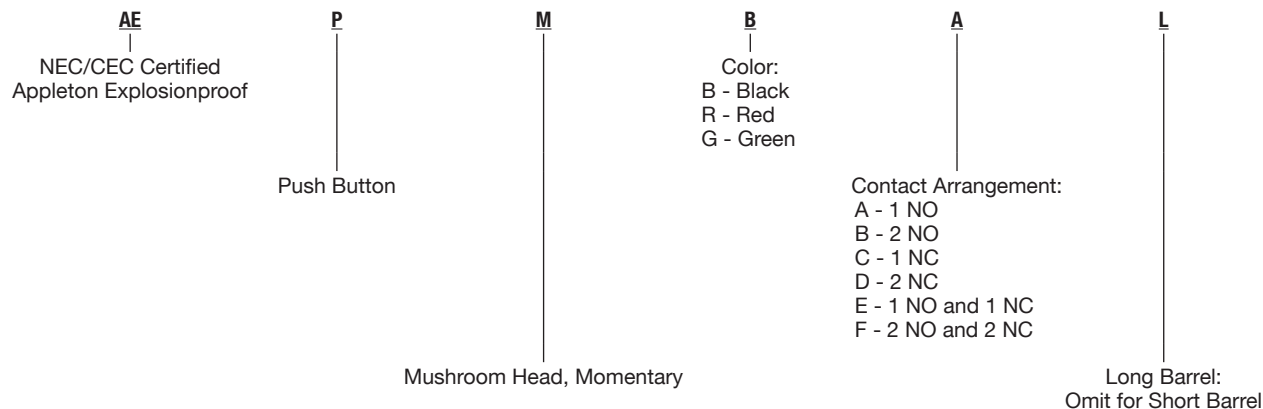 AE P M B A L
NEC/CEC Certified
Appleton Explosionproof
Push Button
Mushroom Head, Momentary
Color:
B - Black
R - Red
G - Green
Contact Arrangement:
A - 1 NO
B - 2 NO
C - 1 NC
D - 2 NC
E - 1 NO and 1 NC
F - 2 NO and 2 NC
Long Barrel:
Omit for Short Barrel